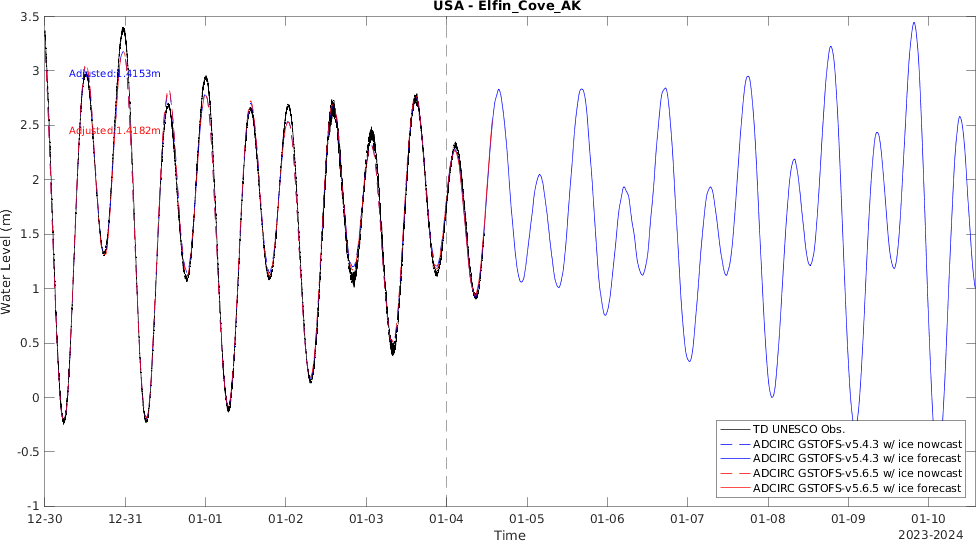 USA - Elfin_Cove_AK
3.5
3
2.5
2
1.5
1
0.5
0
-0.5
-1
Water Level (m)
Adjusted:1.4153m
Adjusted:1.4182m
TD UNESCO Obs.
ADCIRC GSTOFS-v5.4.3 w/ ice nowcast
ADCIRC GSTOFS-v5.4.3 w/ ice forecast
ADCIRC GSTOFS-v5.6.5 w/ ice nowcast
ADCIRC GSTOFS-v5.6.5 w/ ice forecast
12-30 12-31 01-01 01-02 01-03 01-04 01-05 01-06 01-07 01-08 01-09 01-10
Time
2023-2024